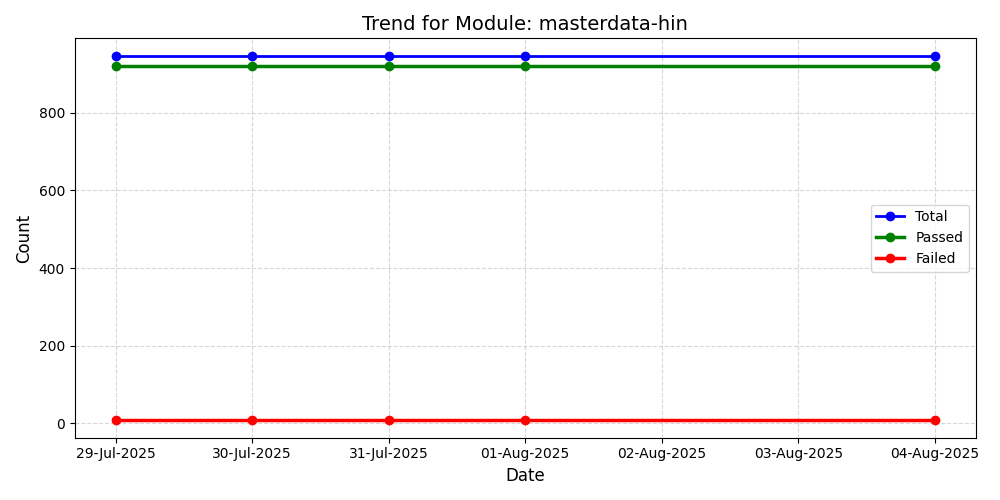 Trend for Module: masterdata-hin
Count
800
600
400
200
0
Total
Passed
Failed
29-Jul-2025 30-Jul-2025 31-Jul-2025 01-Aug-2025 02-Aug-2025 03-Aug-2025 04-Aug-2025
Date